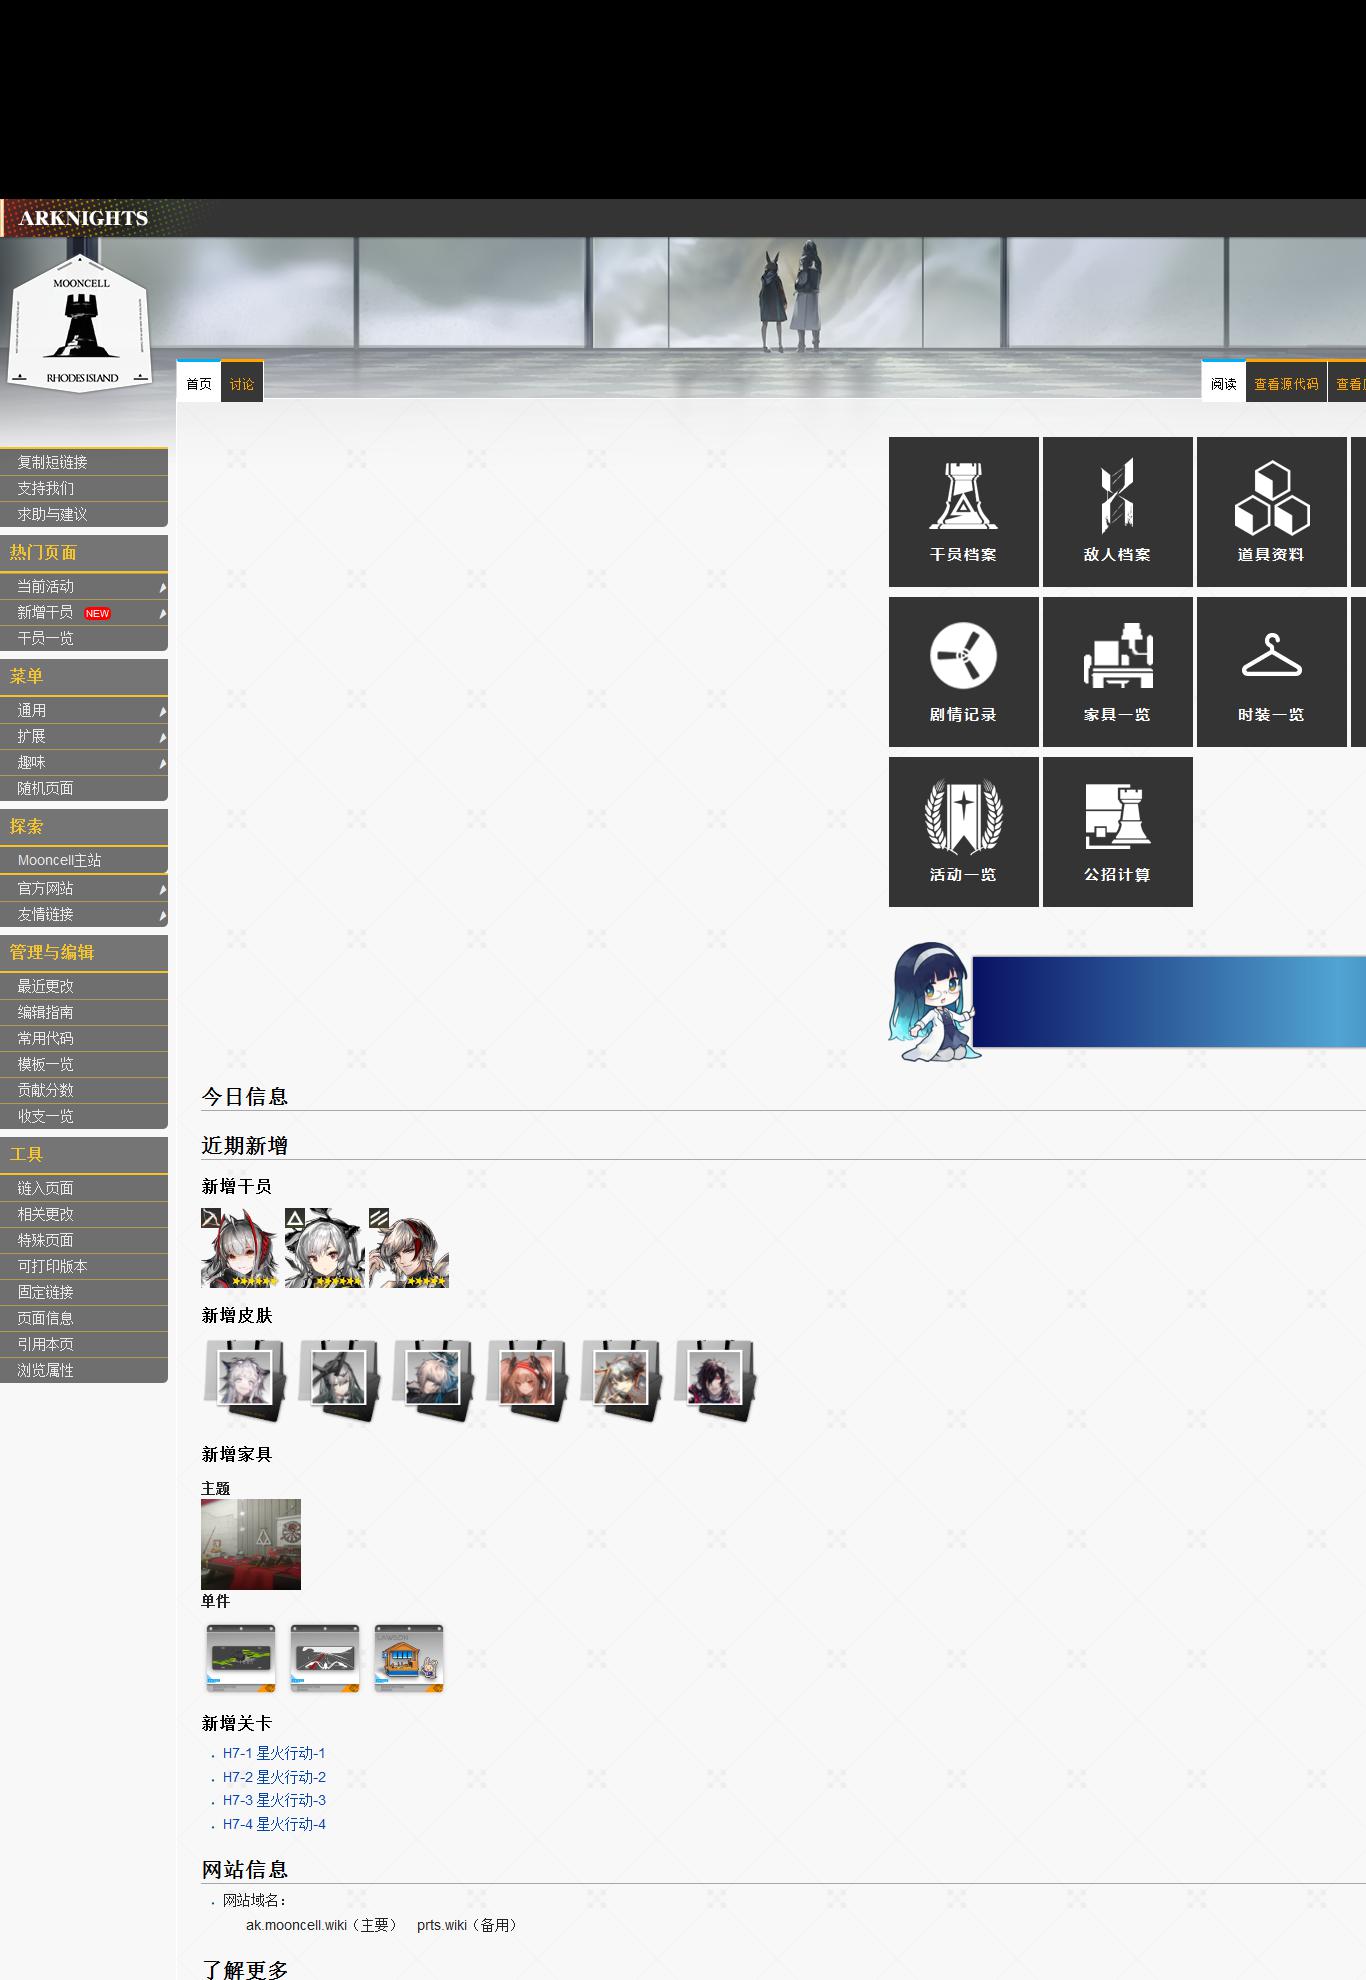 ARKNIGHTS
MOONCELL
RHODES ISLAND
首页
讨论
阅读
查看源代码
复制短链接
支持我们
求助与建议
热门页面
当前活动
新增干员 NEW
干员一览
菜单
通用
扩展
趣味
随机页面
探索
Mooncell主站
官方网站
友情链接
管理与编辑
最近更改
编辑指南
常用代码
模板一览
贡献分数
收支一览
工具
链入页面
相关更改
特殊页面
可打印版本
固定链接
页面信息
引用本页
浏览属性
干员档案
敌人档案
道具资料
剧情记录
家具一览
时装一览
活动一览
公招计算
今日信息
近期新增
新增干员
新增皮肤
新增家具
主题
单件
新增关卡
H7-1 星火行动-1
H7-2 星火行动-2
H7-3 星火行动-3
H7-4 星火行动-4
网站信息
网站域名：
ak.mooncell.wiki（主要） prts.wiki（备用）
了解更多